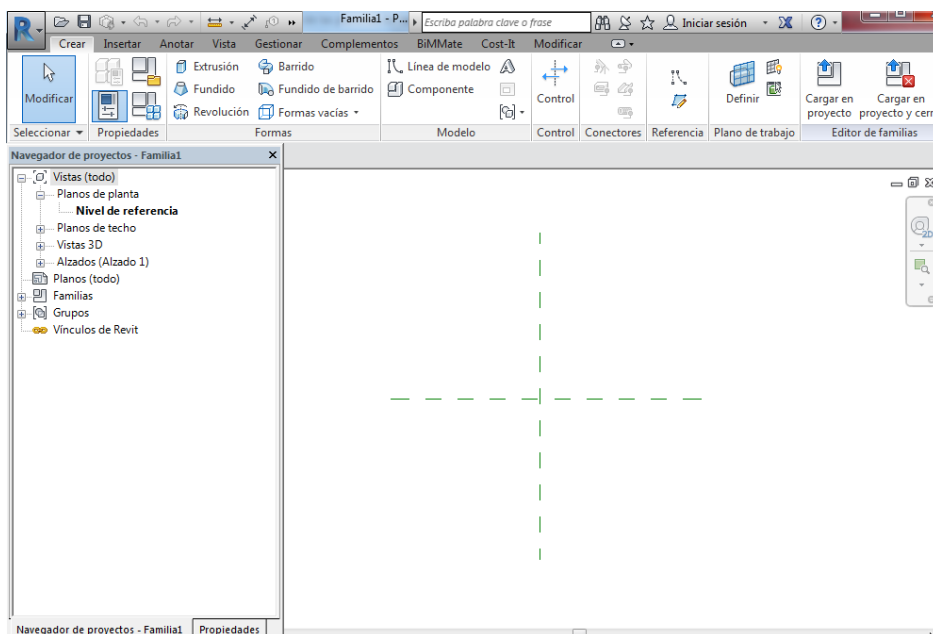 Familia1 - P... Escriba palabra clave o frase Iniciar sesión
Crear Insertar Anotar Vista Gestionar Complementos BiMMate Cost-It Modificar
Modificar
Extrusión Barrido
Fundido Fundido de barrido
Revolución Formas vacías
Línea de modelo
Componente
Control
Definir
Cargar en proyecto
Cargar en proyecto y cerr
Seleccionar Propiedades Formas Modelo Control Conectores Referencia Plano de trabajo Editor de familias
Navegador de proyectos - Familia1
Vistas (todo)
Planos de planta
Nivel de referencia
Planos de techo
Vistas 3D
Alzados (Alzado 1)
Planos (todo)
Familias
Grupos
Vínculos de Revit
2D
Navegador de proyectos - Familia1 Propiedades